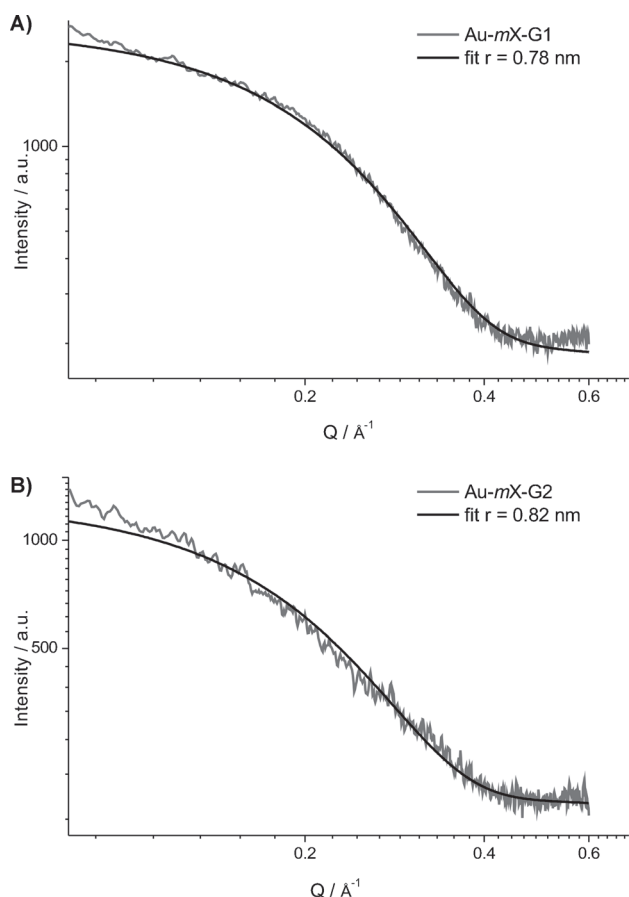 A)
Au-mX-G1
fit r = 0.78 nm
1000
Intensity / a.u.
0.2
0.4
0.6
Q / Å⁻¹
B)
Au-mX-G2
fit r = 0.82 nm
1000
500
Intensity / a.u.
0.2
0.4
0.6
Q / Å⁻¹